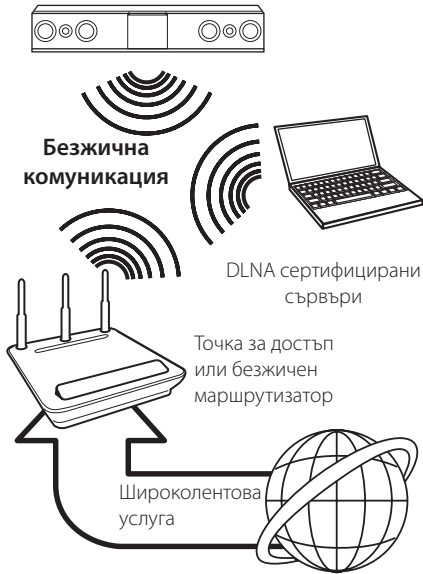 Безжична
комуникация
DLNA сертифицирани
сървъри
Точка за достъп
или безжичен
маршрутизатор
Широколентова
услуга